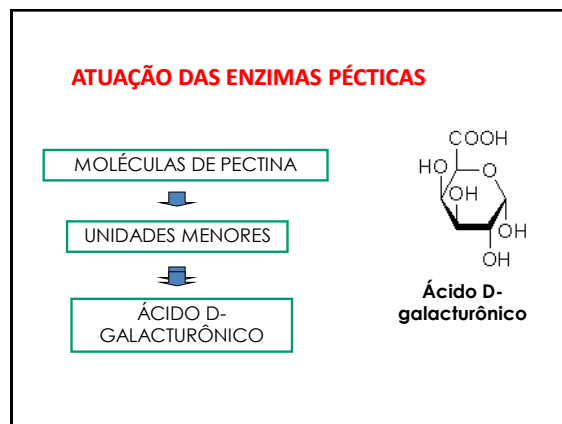 ATUAÇÃO DAS ENZIMAS PÉCTICAS
MOLÉCULAS DE PECTINA
UNIDADES MENORES
ÁCIDO D-
GALACTURÔNICO
COOH
HO
O
OH
OH
OH
Ácido D-
galacturônico